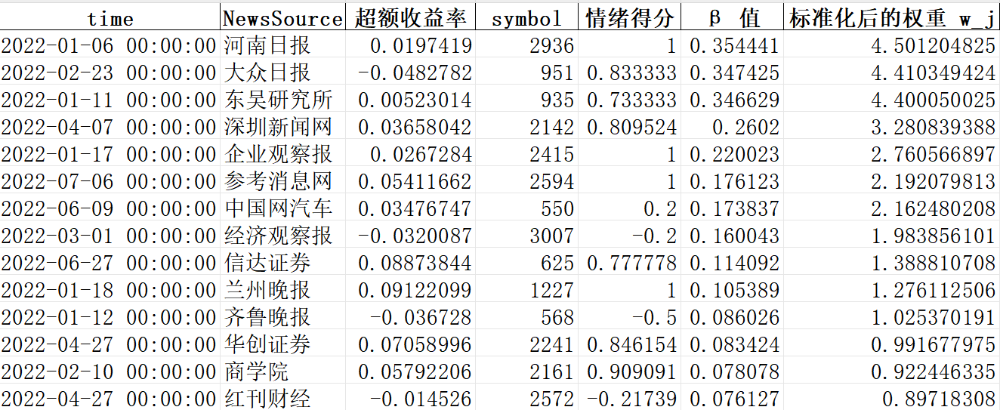 time NewsSource 超额收益率 symbol 情绪得分 β 值 标准化后的权重 w_j
2022-01-06 00:00:00 河南日报 0.0197419 2936 1 0.354441 4.501204825
2022-02-23 00:00:00 大众日报 -0.0482782 951 0.833333 0.347425 4.410349424
2022-01-11 00:00:00 东吴研究所 0.00523014 935 0.733333 0.346629 4.400050025
2022-04-07 00:00:00 深圳新闻网 0.03658042 2142 0.809524 0.2602 3.280839388
2022-01-17 00:00:00 企业观察报 0.0267284 2415 1 0.220023 2.760566897
2022-07-06 00:00:00 参考消息网 0.05411662 2594 1 0.176123 2.192079813
2022-06-09 00:00:00 中国网汽车 0.03476747 550 0.2 0.173837 2.162480208
2022-03-01 00:00:00 经济观察报 -0.0320087 3007 -0.2 0.160043 1.983856101
2022-06-27 00:00:00 信达证券 0.08873844 625 0.777778 0.114092 1.388810708
2022-01-18 00:00:00 兰州晚报 0.09122099 1227 1 0.105389 1.276112506
2022-01-12 00:00:00 齐鲁晚报 -0.036728 568 -0.5 0.086026 1.025370191
2022-04-27 00:00:00 华创证券 0.07058996 2241 0.846154 0.083424 0.991677975
2022-02-10 00:00:00 商学院 0.05792206 2161 0.909091 0.078078 0.922446335
2022-04-27 00:00:00 红刊财经 -0.014526 2572 -0.21739 0.076127 0.89718308